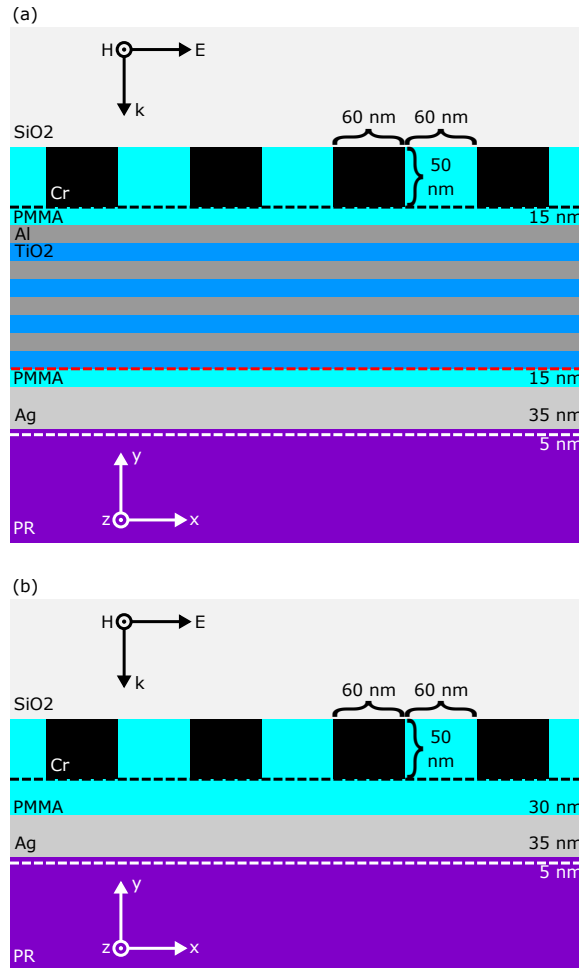 (a)
H E
k
SiO2
60 nm 60 nm
50
nm
Cr
PMMA 15 nm
Al
TiO2
PMMA 15 nm
Ag 35 nm
5 nm
y
z x
PR
(b)
H E
k
SiO2
60 nm 60 nm
50
nm
Cr
PMMA 30 nm
Ag 35 nm
5 nm
y
z x
PR